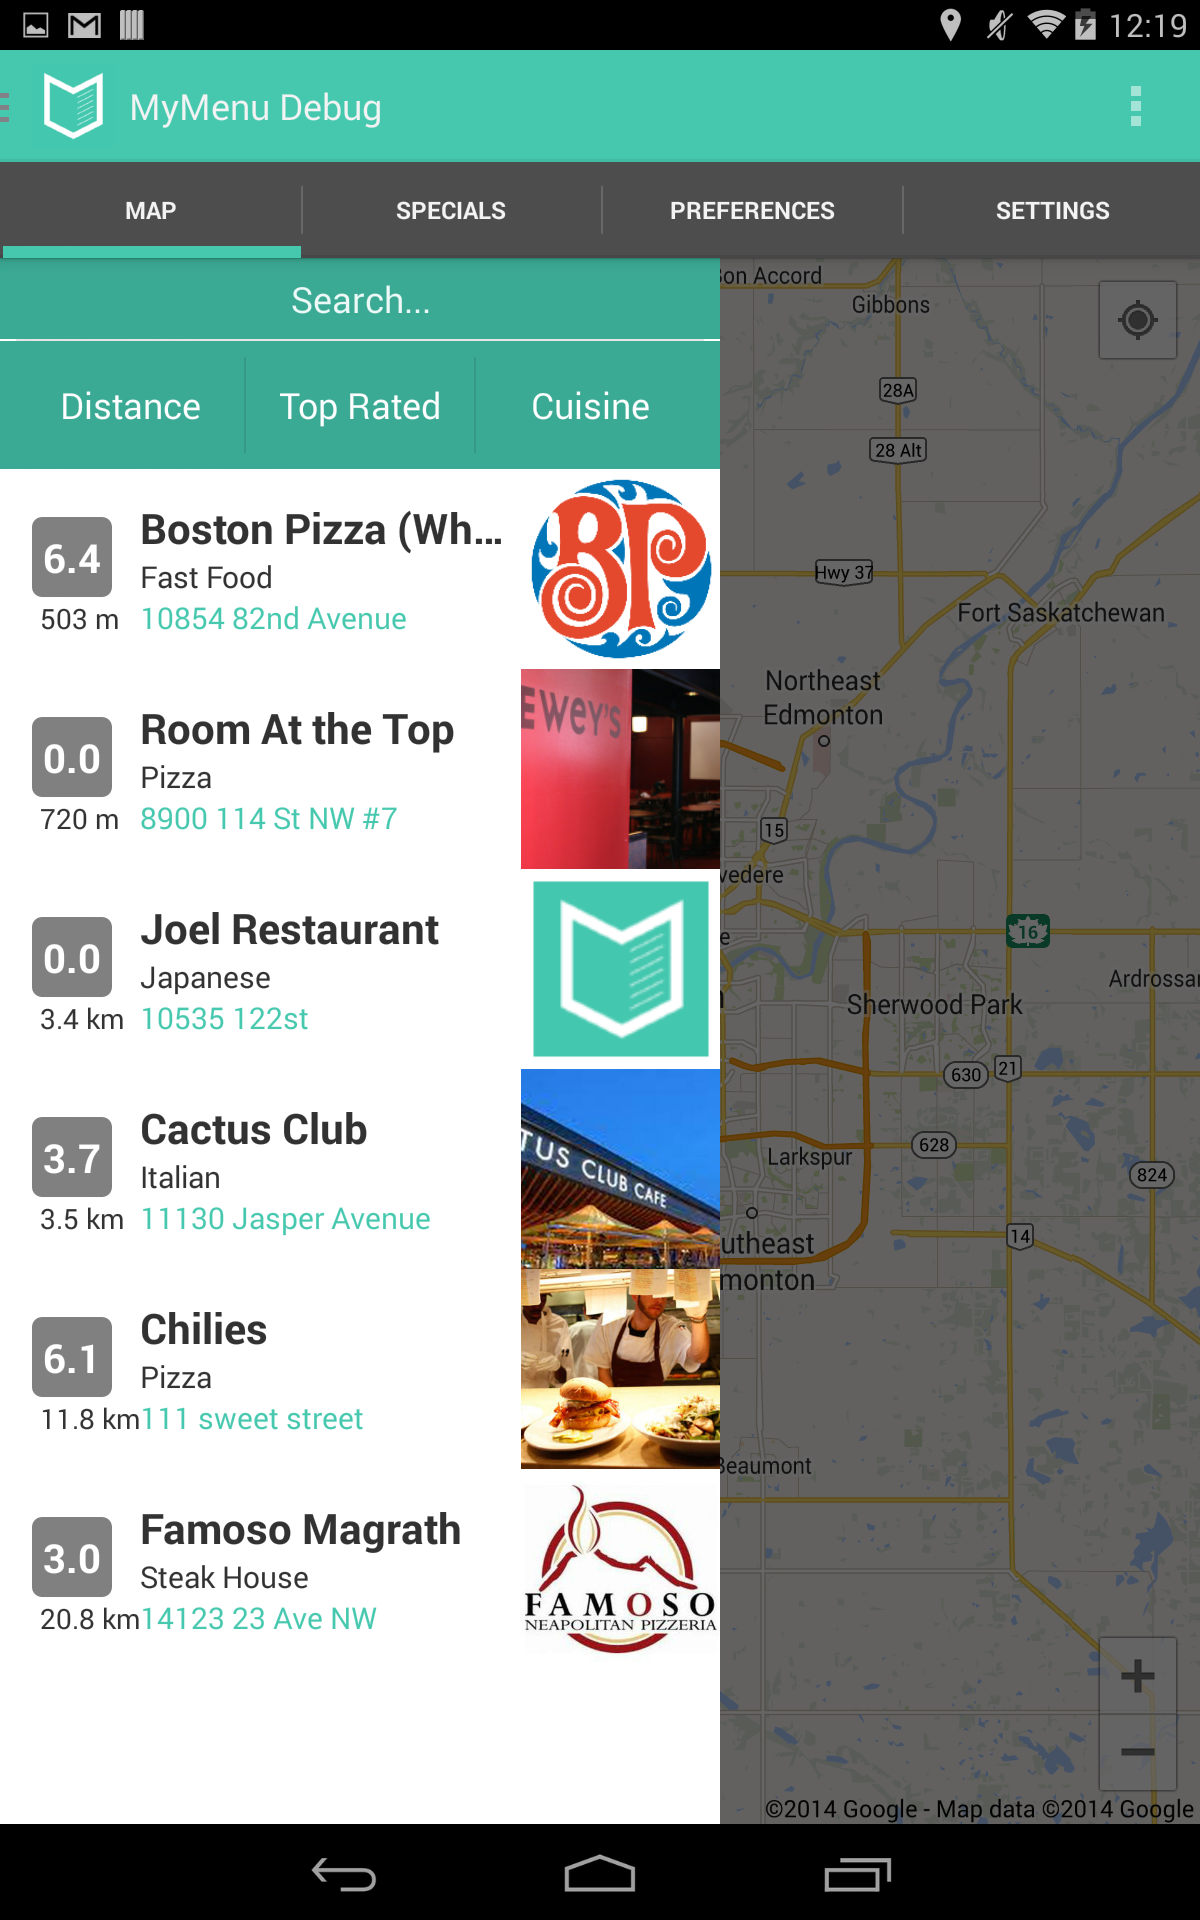 12:19
MyMenu Debug
MAP
SPECIALS
PREFERENCES
SETTINGS
Search...
Distance
Top Rated
Cuisine
6.4
Boston Pizza (Wh...
Fast Food
503 m
10854 82nd Avenue
BP
0.0
Room At the Top
Pizza
720 m
8900 114 St NW #7
EWEY'S
0.0
Joel Restaurant
Japanese
3.4 km
10535 122st
3.7
Cactus Club
Italian
3.5 km
11130 Jasper Avenue
TUS CLUB CAFE
6.1
Chilies
Pizza
11.8 km
111 sweet street
3.0
Famoso Magrath
Steak House
20.8 km
14123 23 Ave NW
FAMOSO
NEAPOLITAN PIZZERIA
Bon Accord
Gibbons
28A
28 Alt
Hwy 37
Fort Saskatchewan
Northeast
Edmonton
15
vedere
e
16
Ardrossa
Sherwood Park
630
21
628
Larkspur
824
utheast
monton
14
Beaumont
©2014 Google - Map data ©2014 Google